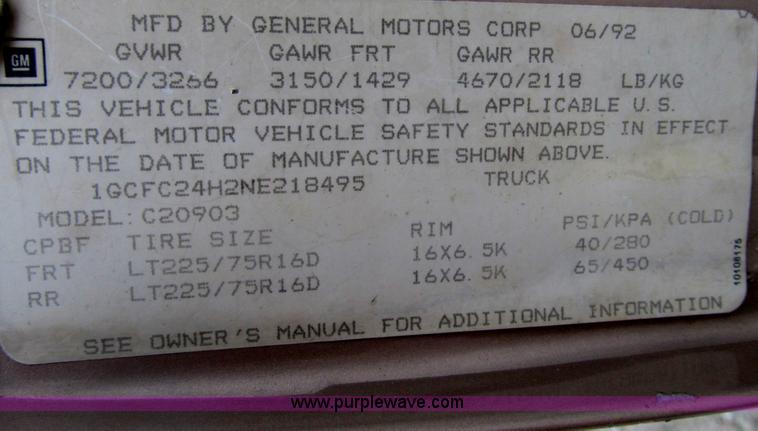 MFD BY GENERAL MOTORS CORP 06/92
GM
GVWR GAWR FRT GAWR RR
7200/3266 3150/1429 4670/2118 LB/KG
THIS VEHICLE CONFORMS TO ALL APPLICABLE U.S.
FEDERAL MOTOR VEHICLE SAFETY STANDARDS IN EFFECT
ON THE DATE OF MANUFACTURE SHOWN ABOVE.
1GCFC24H2NE218495 TRUCK
MODEL: C20903
CPBF TIRE SIZE RIM PSI/KPA (COLD)
FRT LT225/75R16D 16X6.5K 40/280
RR LT225/75R16D 16X6.5K 65/450
10108175
SEE OWNER'S MANUAL FOR ADDITIONAL INFORMATION
www.purplewave.com